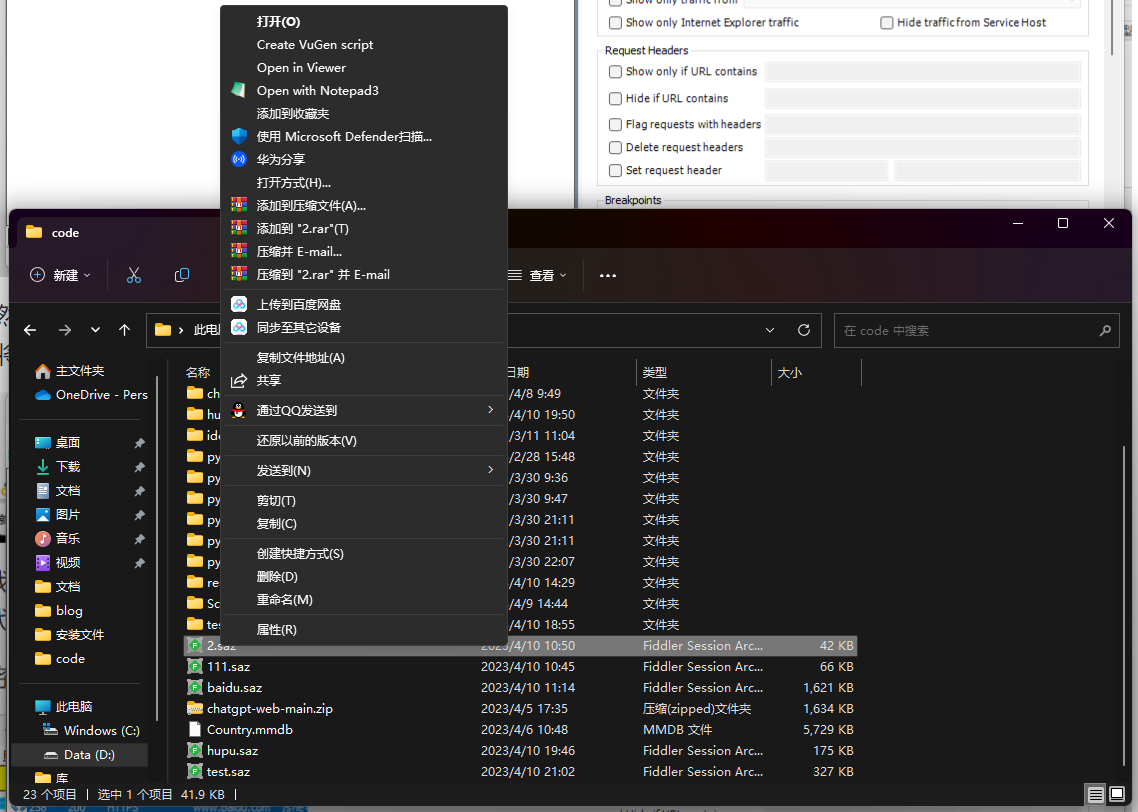 Show only traffic from
Show only Internet Explorer traffic
Hide traffic from Service Host
Request Headers
Show only if URL contains
Hide if URL contains
Flag requests with headers
Delete request headers
Set request header
Breakpoints
打开(O)
Create VuGen script
Open in Viewer
Open with Notepad3
添加到收藏夹
使用 Microsoft Defender扫描...
华为分享
打开方式(H)...
添加到压缩文件(A)...
添加到 "2.rar"(T)
压缩并 E-mail...
压缩到 "2.rar" 并 E-mail
上传到百度网盘
同步至其它设备
复制文件地址(A)
共享
通过QQ发送到
还原以前的版本(V)
发送到(N)
剪切(T)
复制(C)
创建快捷方式(S)
删除(D)
重命名(M)
属性(R)
code
新建
查看
此电
在 code 中搜索
主文件夹
OneDrive - Pers
桌面
下载
文档
图片
音乐
视频
文档
blog
安装文件
code
此电脑
Windows (C:)
Data (D:)
库
名称 日期 类型 大小
ch /4/8 9:49 文件夹
hu /4/10 19:50 文件夹
ide /3/11 11:04 文件夹
py /2/28 15:48 文件夹
py /3/30 9:36 文件夹
py /3/30 9:47 文件夹
py /3/30 21:11 文件夹
py /3/30 21:11 文件夹
py /3/30 22:07 文件夹
re /4/10 14:29 文件夹
Sc /4/9 14:44 文件夹
tes /4/10 18:55 文件夹
2.saz 2023/4/10 10:50 Fiddler Session Arc... 42 KB
111.saz 2023/4/10 10:45 Fiddler Session Arc... 66 KB
baidu.saz 2023/4/10 11:14 Fiddler Session Arc... 1,621 KB
chatgpt-web-main.zip 2023/4/5 17:35 压缩(zipped)文件夹 1,634 KB
Country.mmdb 2023/4/6 10:48 MMDB 文件 5,729 KB
hupu.saz 2023/4/10 19:46 Fiddler Session Arc... 175 KB
test.saz 2023/4/10 21:02 Fiddler Session Arc... 327 KB
23 个项目 选中 1 个项目 41.9 KB